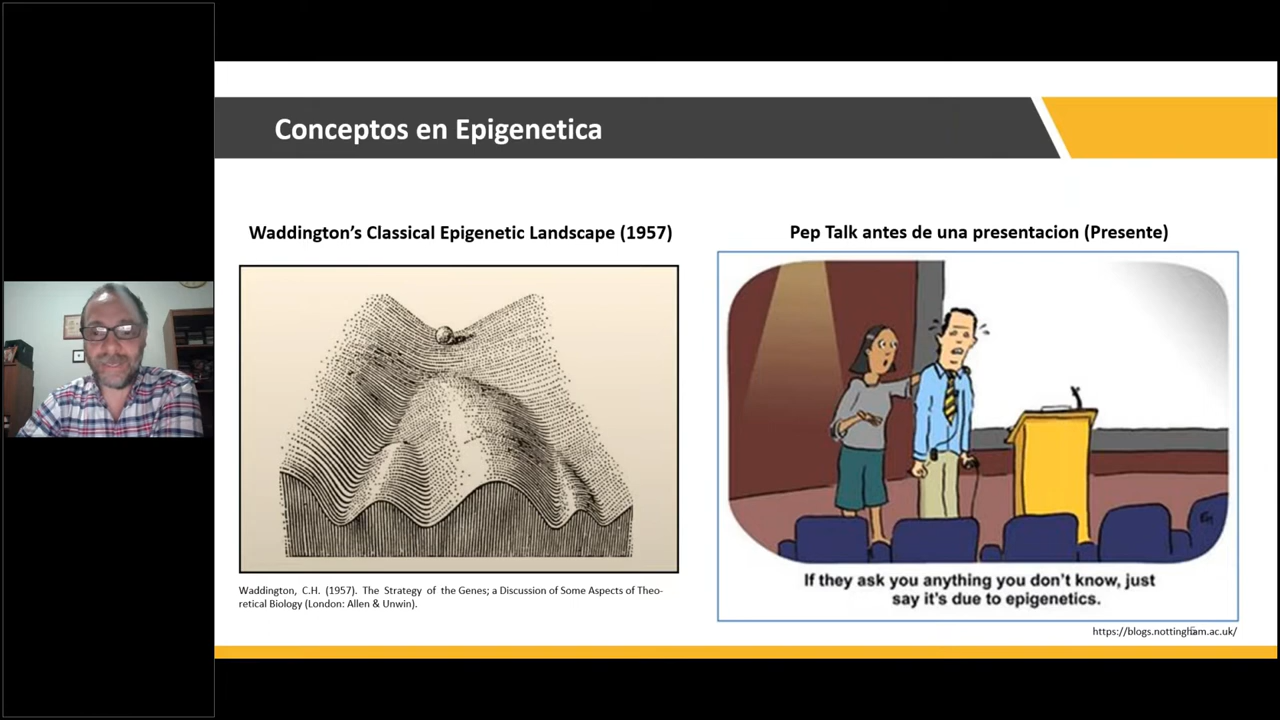 Conceptos en Epigenetica
Waddington’s Classical Epigenetic Landscape (1957)
Waddington, C.H. (1957). The Strategy of the Genes; a Discussion of Some Aspects of Theo-
retical Biology (London: Allen & Unwin).
Pep Talk antes de una presentacion (Presente)
If they ask you anything you don’t know, just
say it’s due to epigenetics.
https://blogs.nottingham.ac.uk/